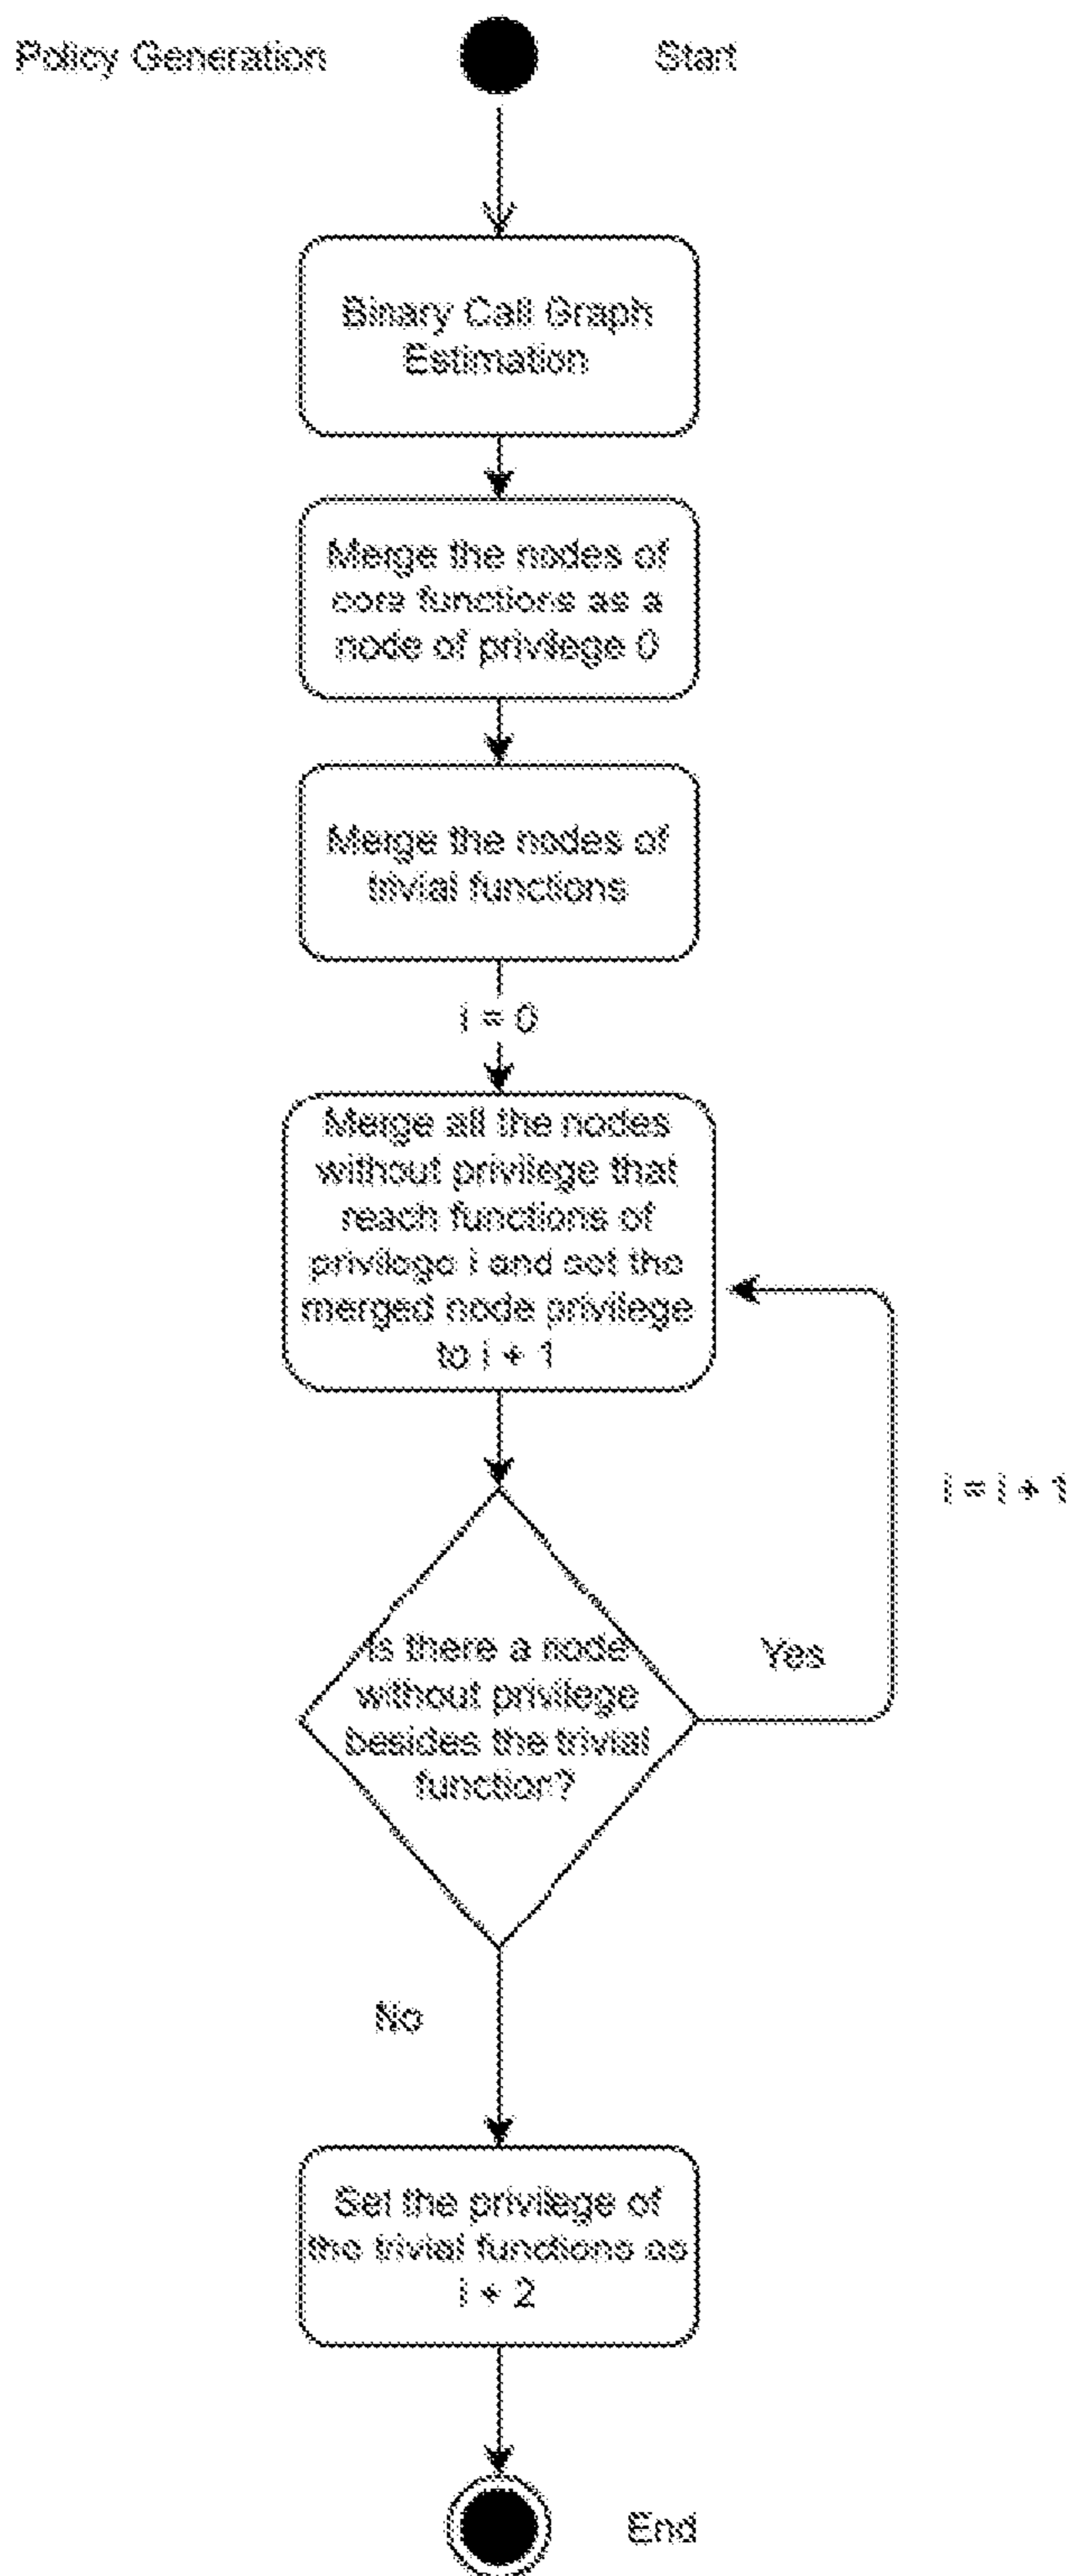 Policy Generation
Start
Binary Call Graph
Estimation
Merge the nodes of
core functions as a
node of privilege 0
Merge the nodes of
trivial functions
i = 0
Merge all the nodes
without privilege that
reach functions of
privilege i and set the
merged node privilege
to i + 1
i = i + 1
Is there a node
without privilege
besides the trivial
function?
Yes
No
Set the privilege of
the trivial functions as
i + 2
End